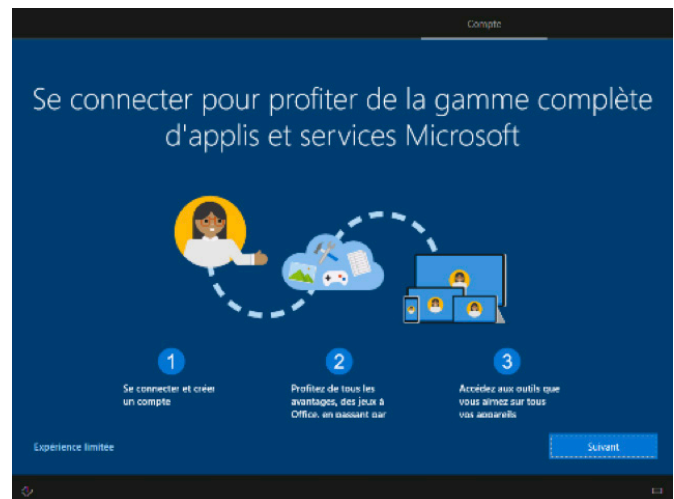 Compte
Se connecter pour profiter de la gamme complète
d'applis et services Microsoft
1
Se connecter et créer
un compte
2
Profitez de tous les
avantages, des jeux à
Office, en passant par
3
Accédez aux outils que
vous aimez sur tous
vos appareils
Expérience limitée
Suivant